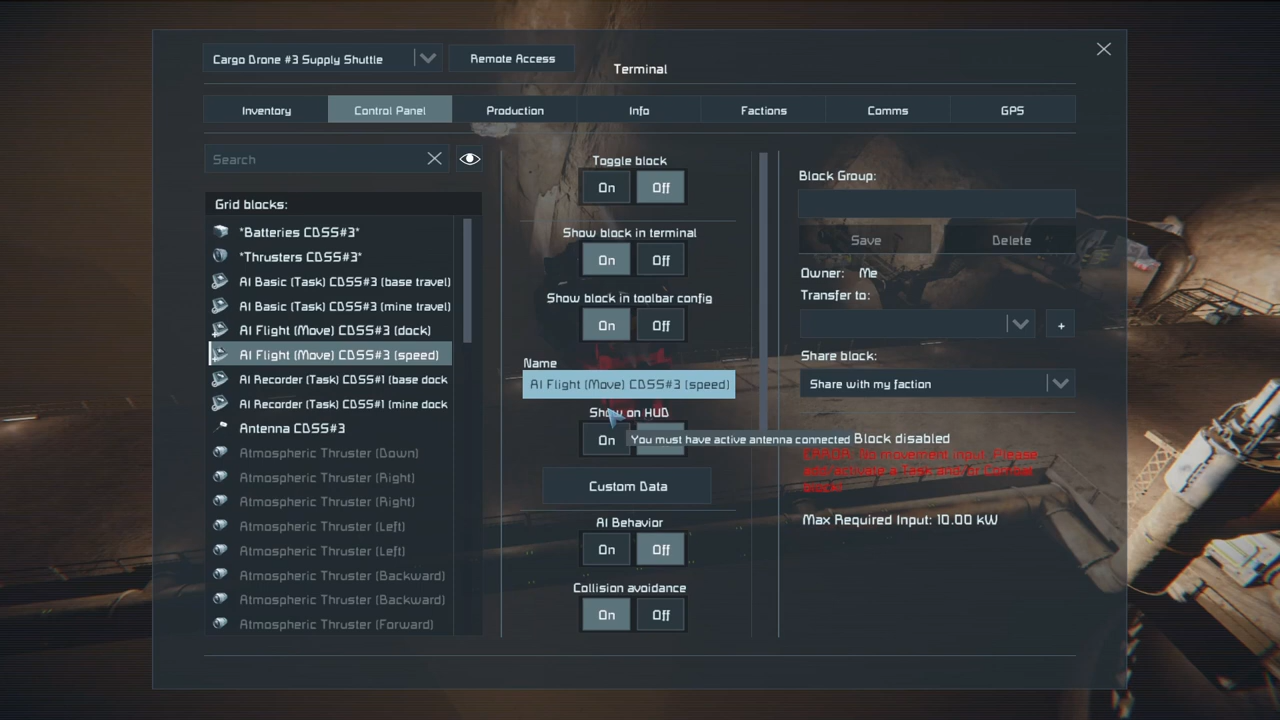 Cargo Drone #3 Supply Shuttle
Remote Access
Terminal
Inventory
Control Panel
Production
Info
Factions
Comms
GPS
Search
Grid blocks:
*Batteries CDSS#3*
*Thrusters CDSS#3*
AI Basic (Task) CDSS#3 (base travel)
AI Basic (Task) CDSS#3 (mine travel)
AI Flight (Move) CDSS#3 (dock)
AI Flight (Move) CDSS#3 (speed)
AI Recorder (Task) CDSS#1 (base dock
AI Recorder (Task) CDSS#1 (mine dock
Antenna CDSS#3
Atmospheric Thruster (Down)
Atmospheric Thruster (Right)
Atmospheric Thruster (Right)
Atmospheric Thruster (Left)
Atmospheric Thruster (Left)
Atmospheric Thruster (Backward)
Atmospheric Thruster (Backward)
Atmospheric Thruster (Forward)
Toggle block
On Off
Show block in terminal
On Off
Show block in toolbar config
On Off
Name
AI Flight (Move) CDSS#3 (speed)
Show on HUD
On
You must have active antenna connected
Custom Data
AI Behavior
On Off
Collision avoidance
On Off
Block Group:
Save Delete
Owner: Me
Transfer to:
+
Share block:
Share with my faction
Block disabled
ERROR: No movement input. Please
add/actuate a Task and/or Combat
block!
Max Required Input: 10.00 kW